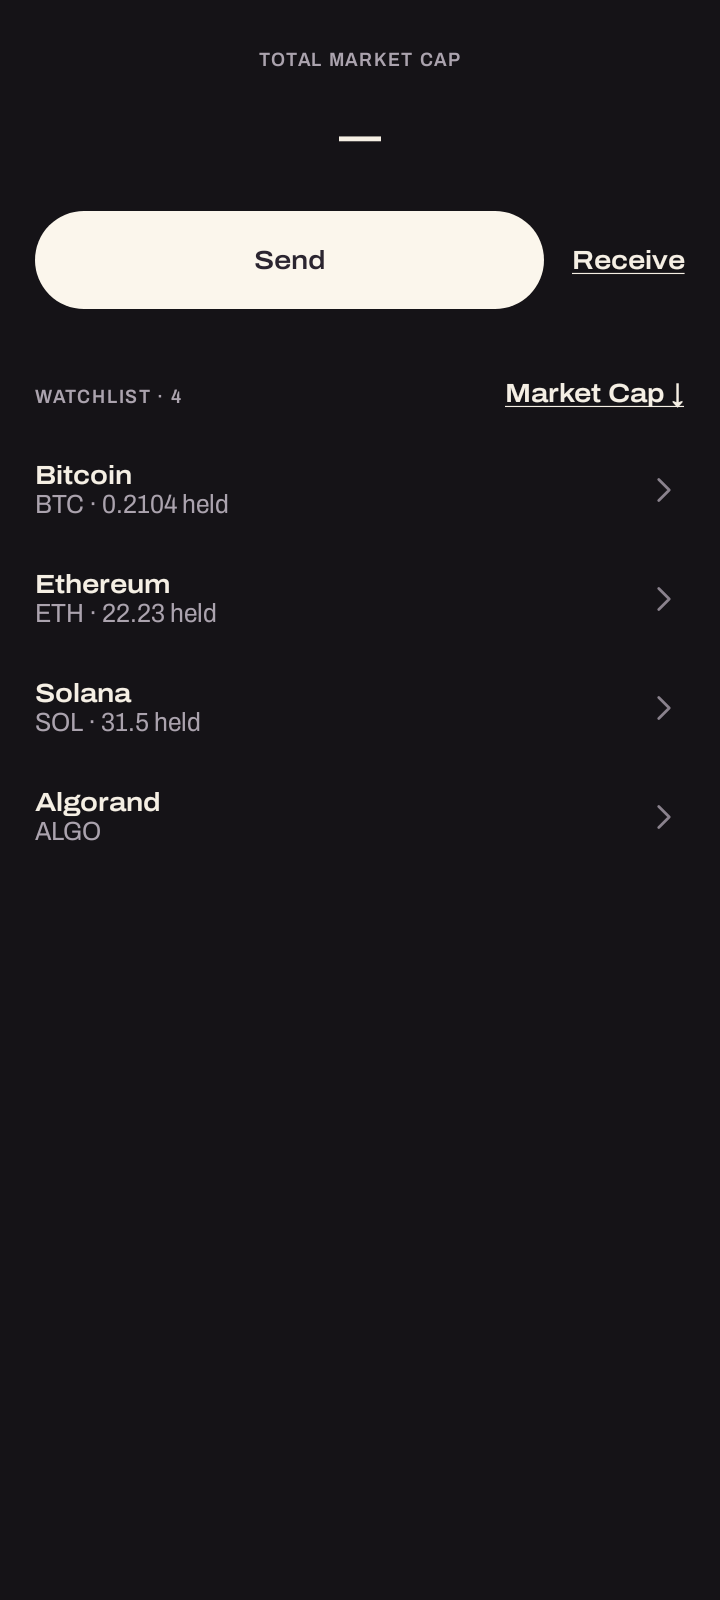 TOTAL MARKET CAP
—
Send
Receive
WATCHLIST · 4
Market Cap ↓
Bitcoin
BTC · 0.2104 held
Ethereum
ETH · 22.23 held
Solana
SOL · 31.5 held
Algorand
ALGO